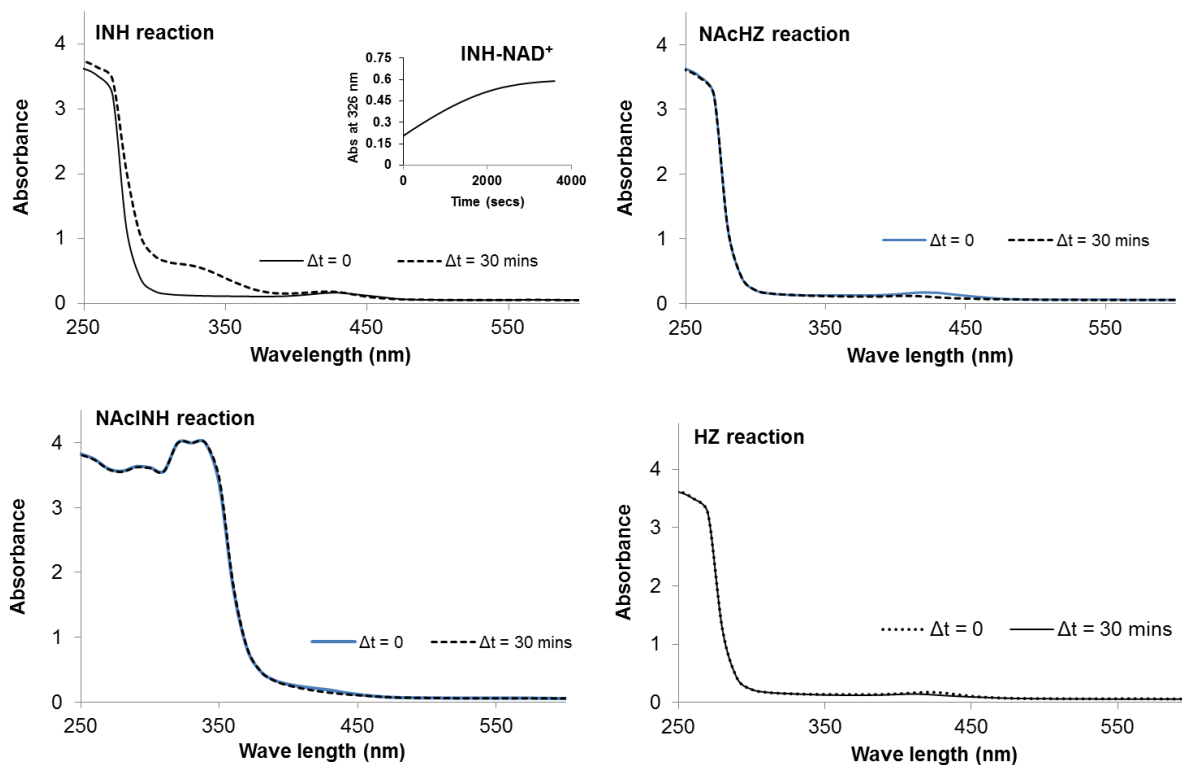 INH reaction
4
3
2
1
0
Absorbance
250
350
450
550
Wavelength (nm)
Δt = 0
Δt = 30 mins
INH-NAD+
0.75
0.6
0.45
0.3
0.15
0
Abs at 326 nm
0
2000
4000
Time (secs)
NAcHZ reaction
4
3
2
1
0
Absorbance
250
350
450
550
Wave length (nm)
Δt = 0
Δt = 30 mins
NAcINH reaction
4
3
2
1
0
Absorbance
250
350
450
550
Wave length (nm)
Δt = 0
Δt = 30 mins
HZ reaction
4
3
2
1
0
Absorbance
250
350
450
550
Wave length (nm)
Δt = 0
Δt = 30 mins